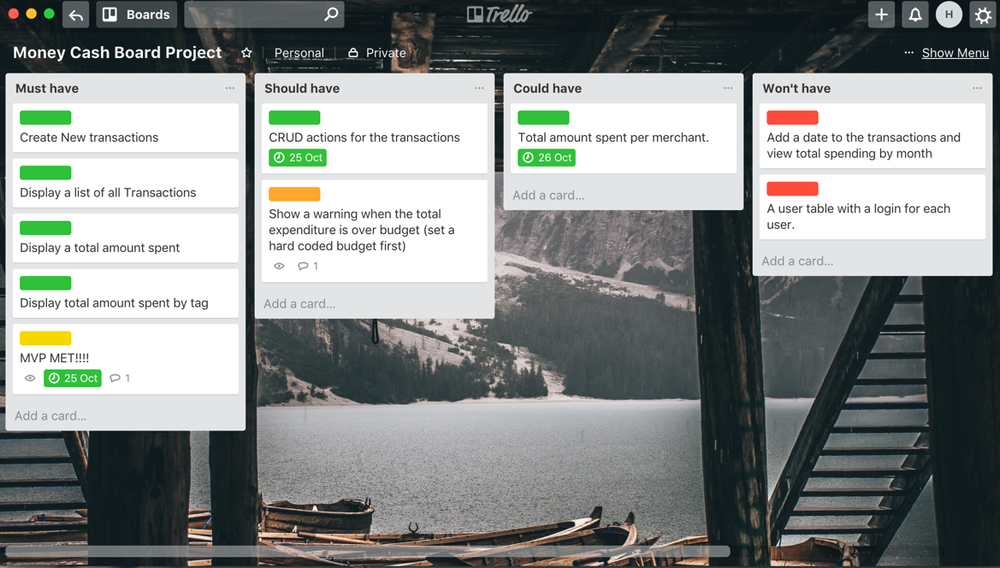 Boards
Trello
H
Money Cash Board Project
Personal
Private
... Show Menu
Must have
Create New transactions
Display a list of all Transactions
Display a total amount spent
Display total amount spent by tag
MVP MET!!!!
25 Oct
1
Add a card...
Should have
CRUD actions for the transactions
25 Oct
Show a warning when the total
expenditure is over budget (set a
hard coded budget first)
1
Add a card...
Could have
Total amount spent per merchant.
26 Oct
Add a card...
Won't have
Add a date to the transactions and
view total spending by month
A user table with a login for each
user.
Add a card...